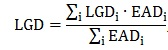 LGD = ∑ᵢ LGDᵢ · EADᵢ / ∑ᵢ EADᵢ